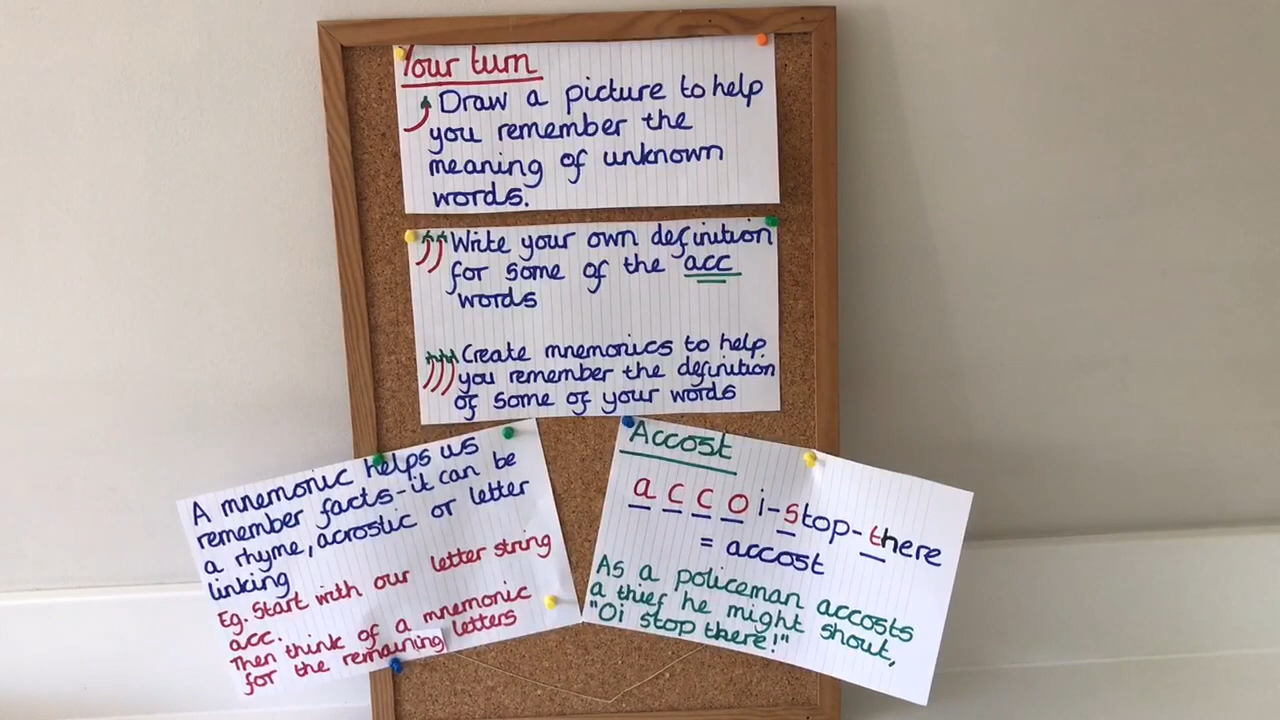 Your turn
Draw a picture to help
you remember the
meaning of unknown
words.
Write your own definition
for some of the acc
words
Create mnemonics to help
you remember the definition
of some of your words
A mnemonic helps us
remember facts - it can be
a rhyme, acrostic or letter
linking
Eg. Start with our letter string
acc.
Then think of a mnemonic
for the remaining letters
Accost
a c c o i-stop-there
= accost
As a policeman accosts
a thief he might shout,
"Oi stop there!"